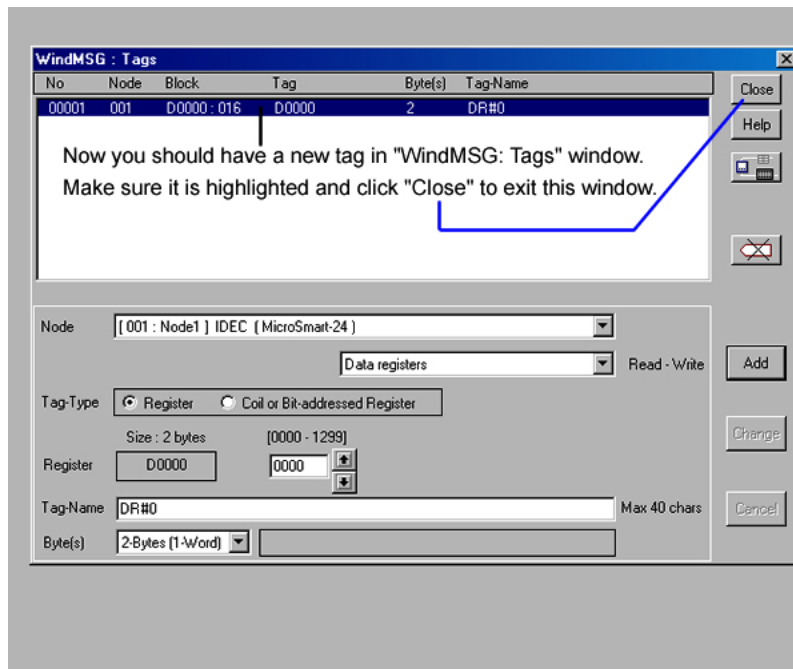 WindMSG : Tags
No Node Block Tag Byte(s) Tag-Name
Close
00001 001 D0000 : 016 D0000 2 DR#0
Help
Now you should have a new tag in "WindMSG: Tags" window.
Make sure it is highlighted and click "Close" to exit this window.
Node [ 001 : Node1 ] IDEC ( MicroSmart-24 )
Data registers Read - Write Add
Tag-Type Register Coil or Bit-addressed Register
Size : 2 bytes [0000 - 1299]
Change
Register D0000 0000
Tag-Name DR#0 Max 40 chars Cancel
Byte(s) 2-Bytes (1-Word)